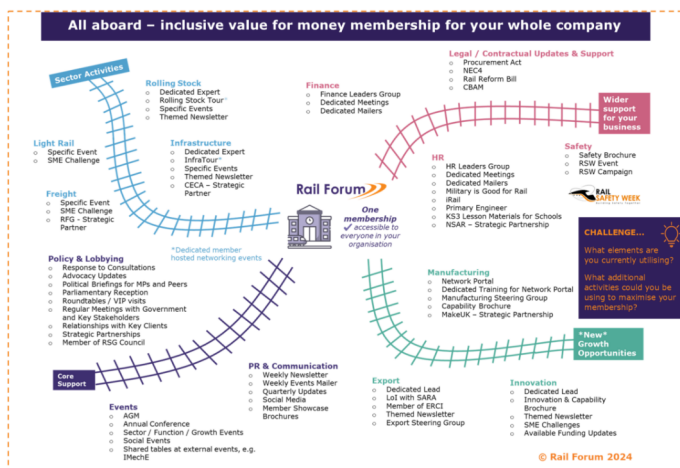 All aboard – inclusive value for money membership for your whole company
Sector Activities
Rolling Stock
Dedicated Expert
Rolling Stock Tour*
Specific Events
Themed Newsletter
Light Rail
Specific Event
SME Challenge
Infrastructure
Dedicated Expert
InfraTour*
Specific Events
Themed Newsletter
CECA – Strategic
Partner
Freight
Specific Event
SME Challenge
RFG - Strategic
Partner
*Dedicated member
hosted networking events
Finance
Finance Leaders Group
Dedicated Meetings
Dedicated Mailers
Legal / Contractual Updates & Support
Procurement Act
NEC4
Rail Reform Bill
CBAM
Wider
support
for your
business
HR
HR Leaders Group
Dedicated Meetings
Dedicated Mailers
Military is Good for Rail
iRail
Primary Engineer
KS3 Lesson Materials for Schools
NSAR – Strategic Partnership
Safety
Safety Brochure
RSW Event
RSW Campaign
RAIL
SAFETY WEEK
Rail Forum
One
membership
✓ accessible to
everyone in your
organisation
CHALLENGE...
What elements are
you currently utilising?
What additional
activities could you be
using to maximise your
membership?
Policy & Lobbying
Response to Consultations
Advocacy Updates
Political Briefings for MPs and Peers
Parliamentary Reception
Roundtables / VIP visits
Regular Meetings with Government
and Key Stakeholders
Relationships with Key Clients
Strategic Partnerships
Member of RSG Council
Core
Support
PR & Communication
Weekly Newsletter
Weekly Events Mailer
Quarterly Updates
Social Media
Member Showcase
Brochures
Events
AGM
Annual Conference
Sector / Function / Growth Events
Social Events
Shared tables at external events, e.g.
IMechE
Manufacturing
Network Portal
Dedicated Training for Network Portal
Manufacturing Steering Group
Capability Brochure
MakeUK – Strategic Partnership
*New*
Growth
Opportunities
Export
Dedicated Lead
LoI with SARA
Member of ERCI
Themed Newsletter
Export Steering Group
Innovation
Dedicated Lead
Innovation & Capability
Brochure
Themed Newsletter
SME Challenges
Available Funding Updates
© Rail Forum 2024